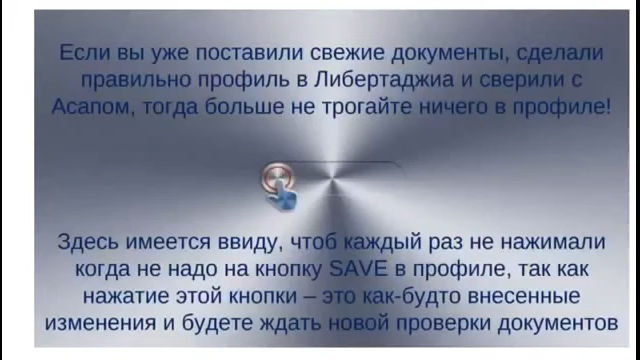 Если вы уже поставили свежие документы, сделали
правильно профиль в Либертаджиа и сверили с
Асапом, тогда больше не трогайте ничего в профиле!
Здесь имеется ввиду, чтоб каждый раз не нажимали
когда не надо на кнопку SAVE в профиле, так как
нажатие этой кнопки – это как-будто внесенные
изменения и будете ждать новой проверки документов